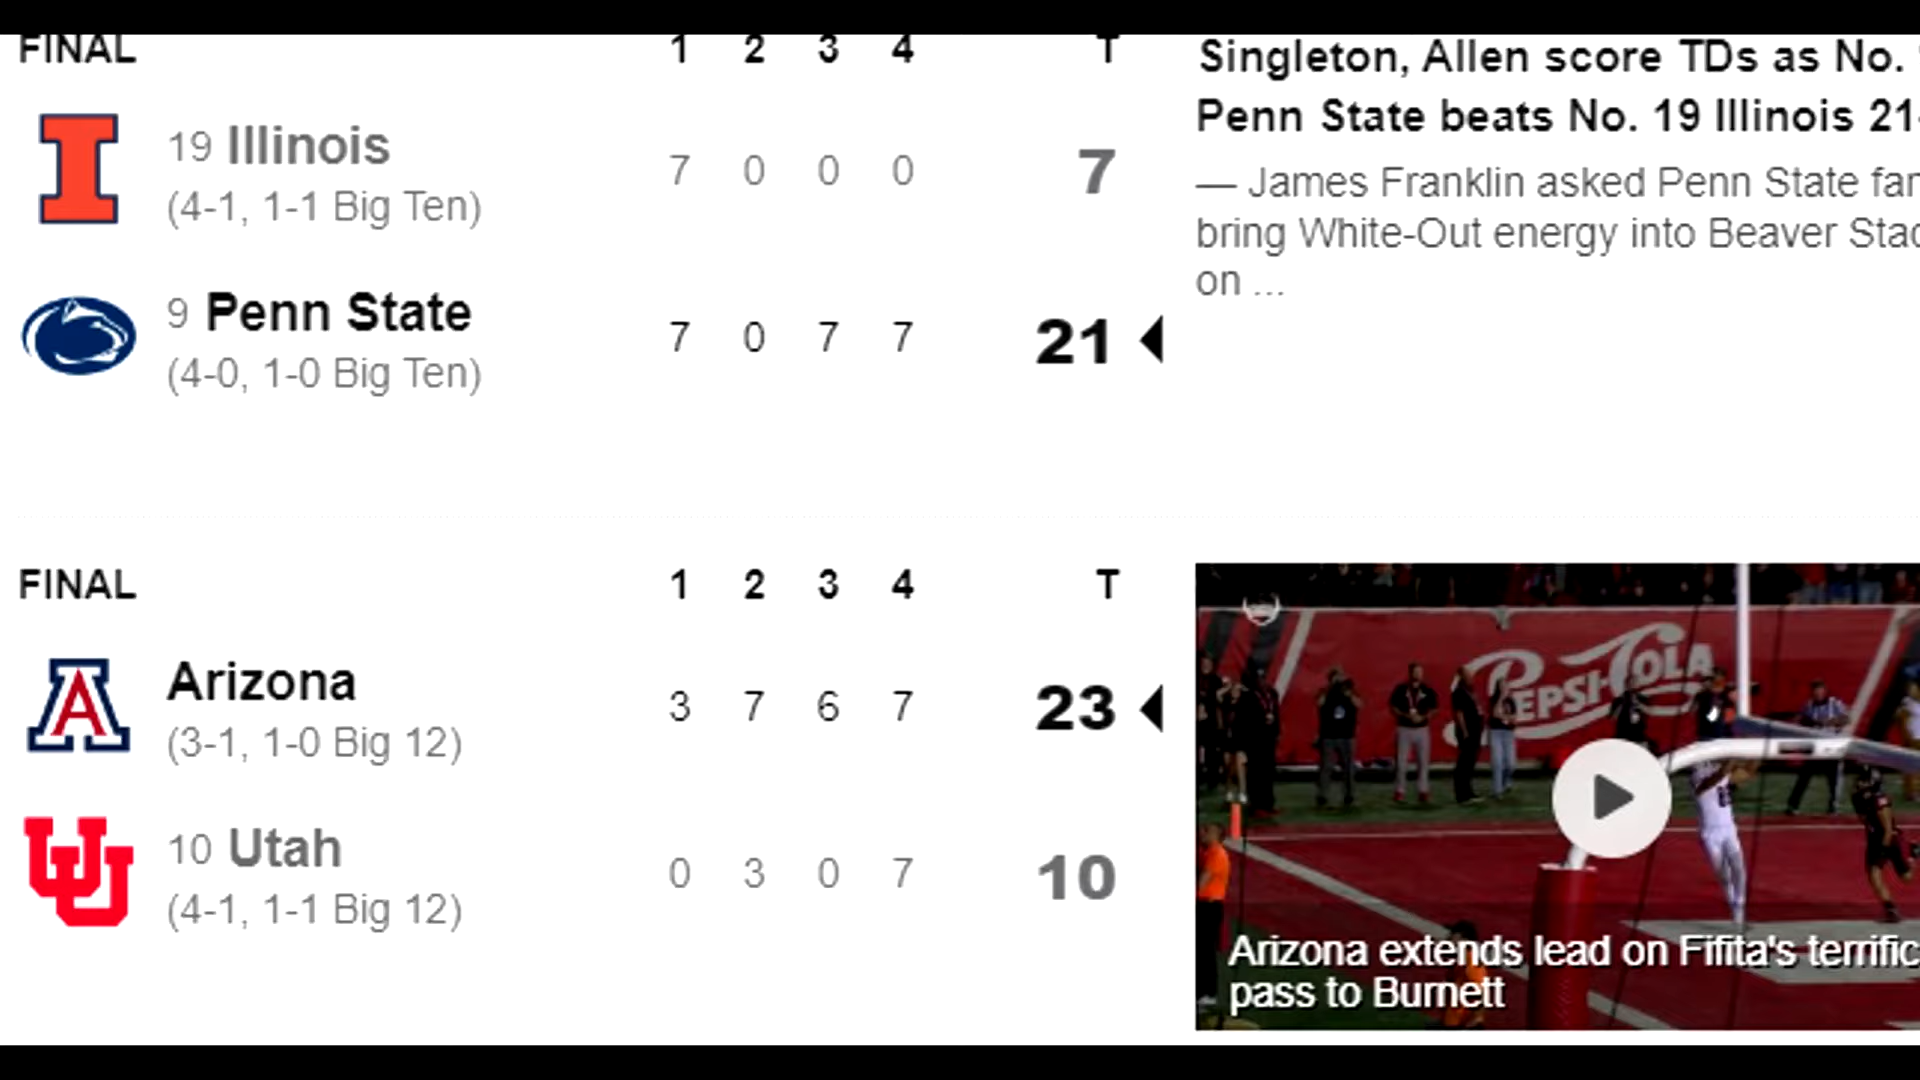 FINAL 1 2 3 4 T
19 Illinois 7 0 0 0 7
(4-1, 1-1 Big Ten)
9 Penn State 7 0 7 7 21
(4-0, 1-0 Big Ten)
Singleton, Allen score TDs as No.
Penn State beats No. 19 Illinois 21
— James Franklin asked Penn State
bring White-Out energy into Beaver
on ...
FINAL 1 2 3 4 T
Arizona 3 7 6 7 23
(3-1, 1-0 Big 12)
10 Utah 0 3 0 7 10
(4-1, 1-1 Big 12)
PEPSI-COLA
Arizona extends lead on Fifita's terrific
pass to Burnett